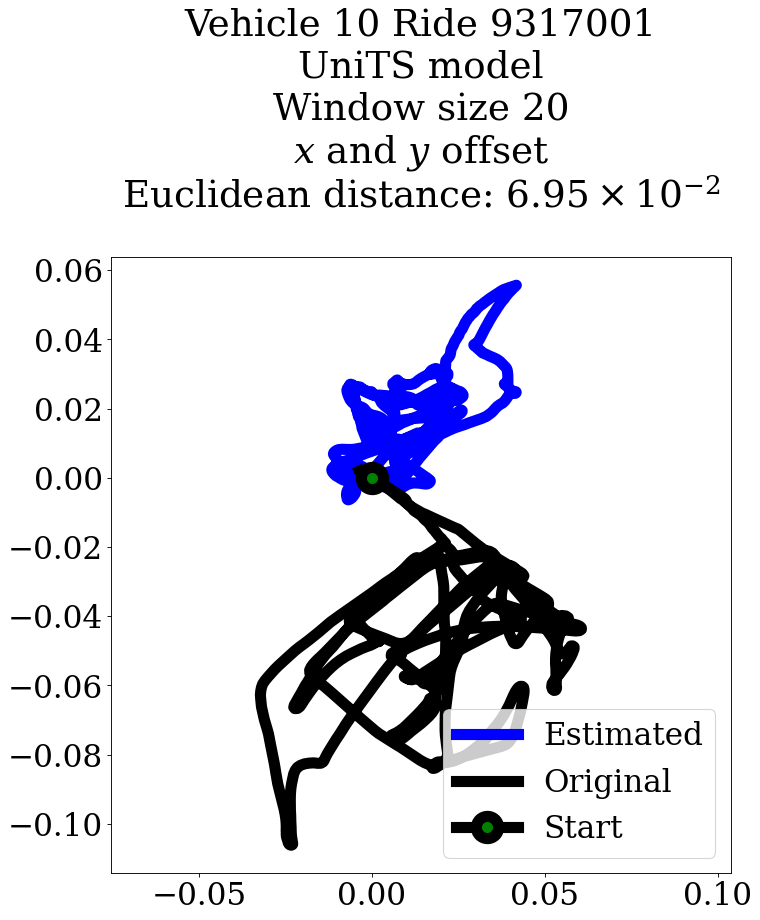 Vehicle 10 Ride 9317001
UniTS model
Window size 20
x and y offset
Euclidean distance: 6.95 × 10⁻²
0.06
0.04
0.02
0.00
−0.02
−0.04
−0.06
−0.08
−0.10
Estimated
Original
Start
−0.05 0.00 0.05 0.10